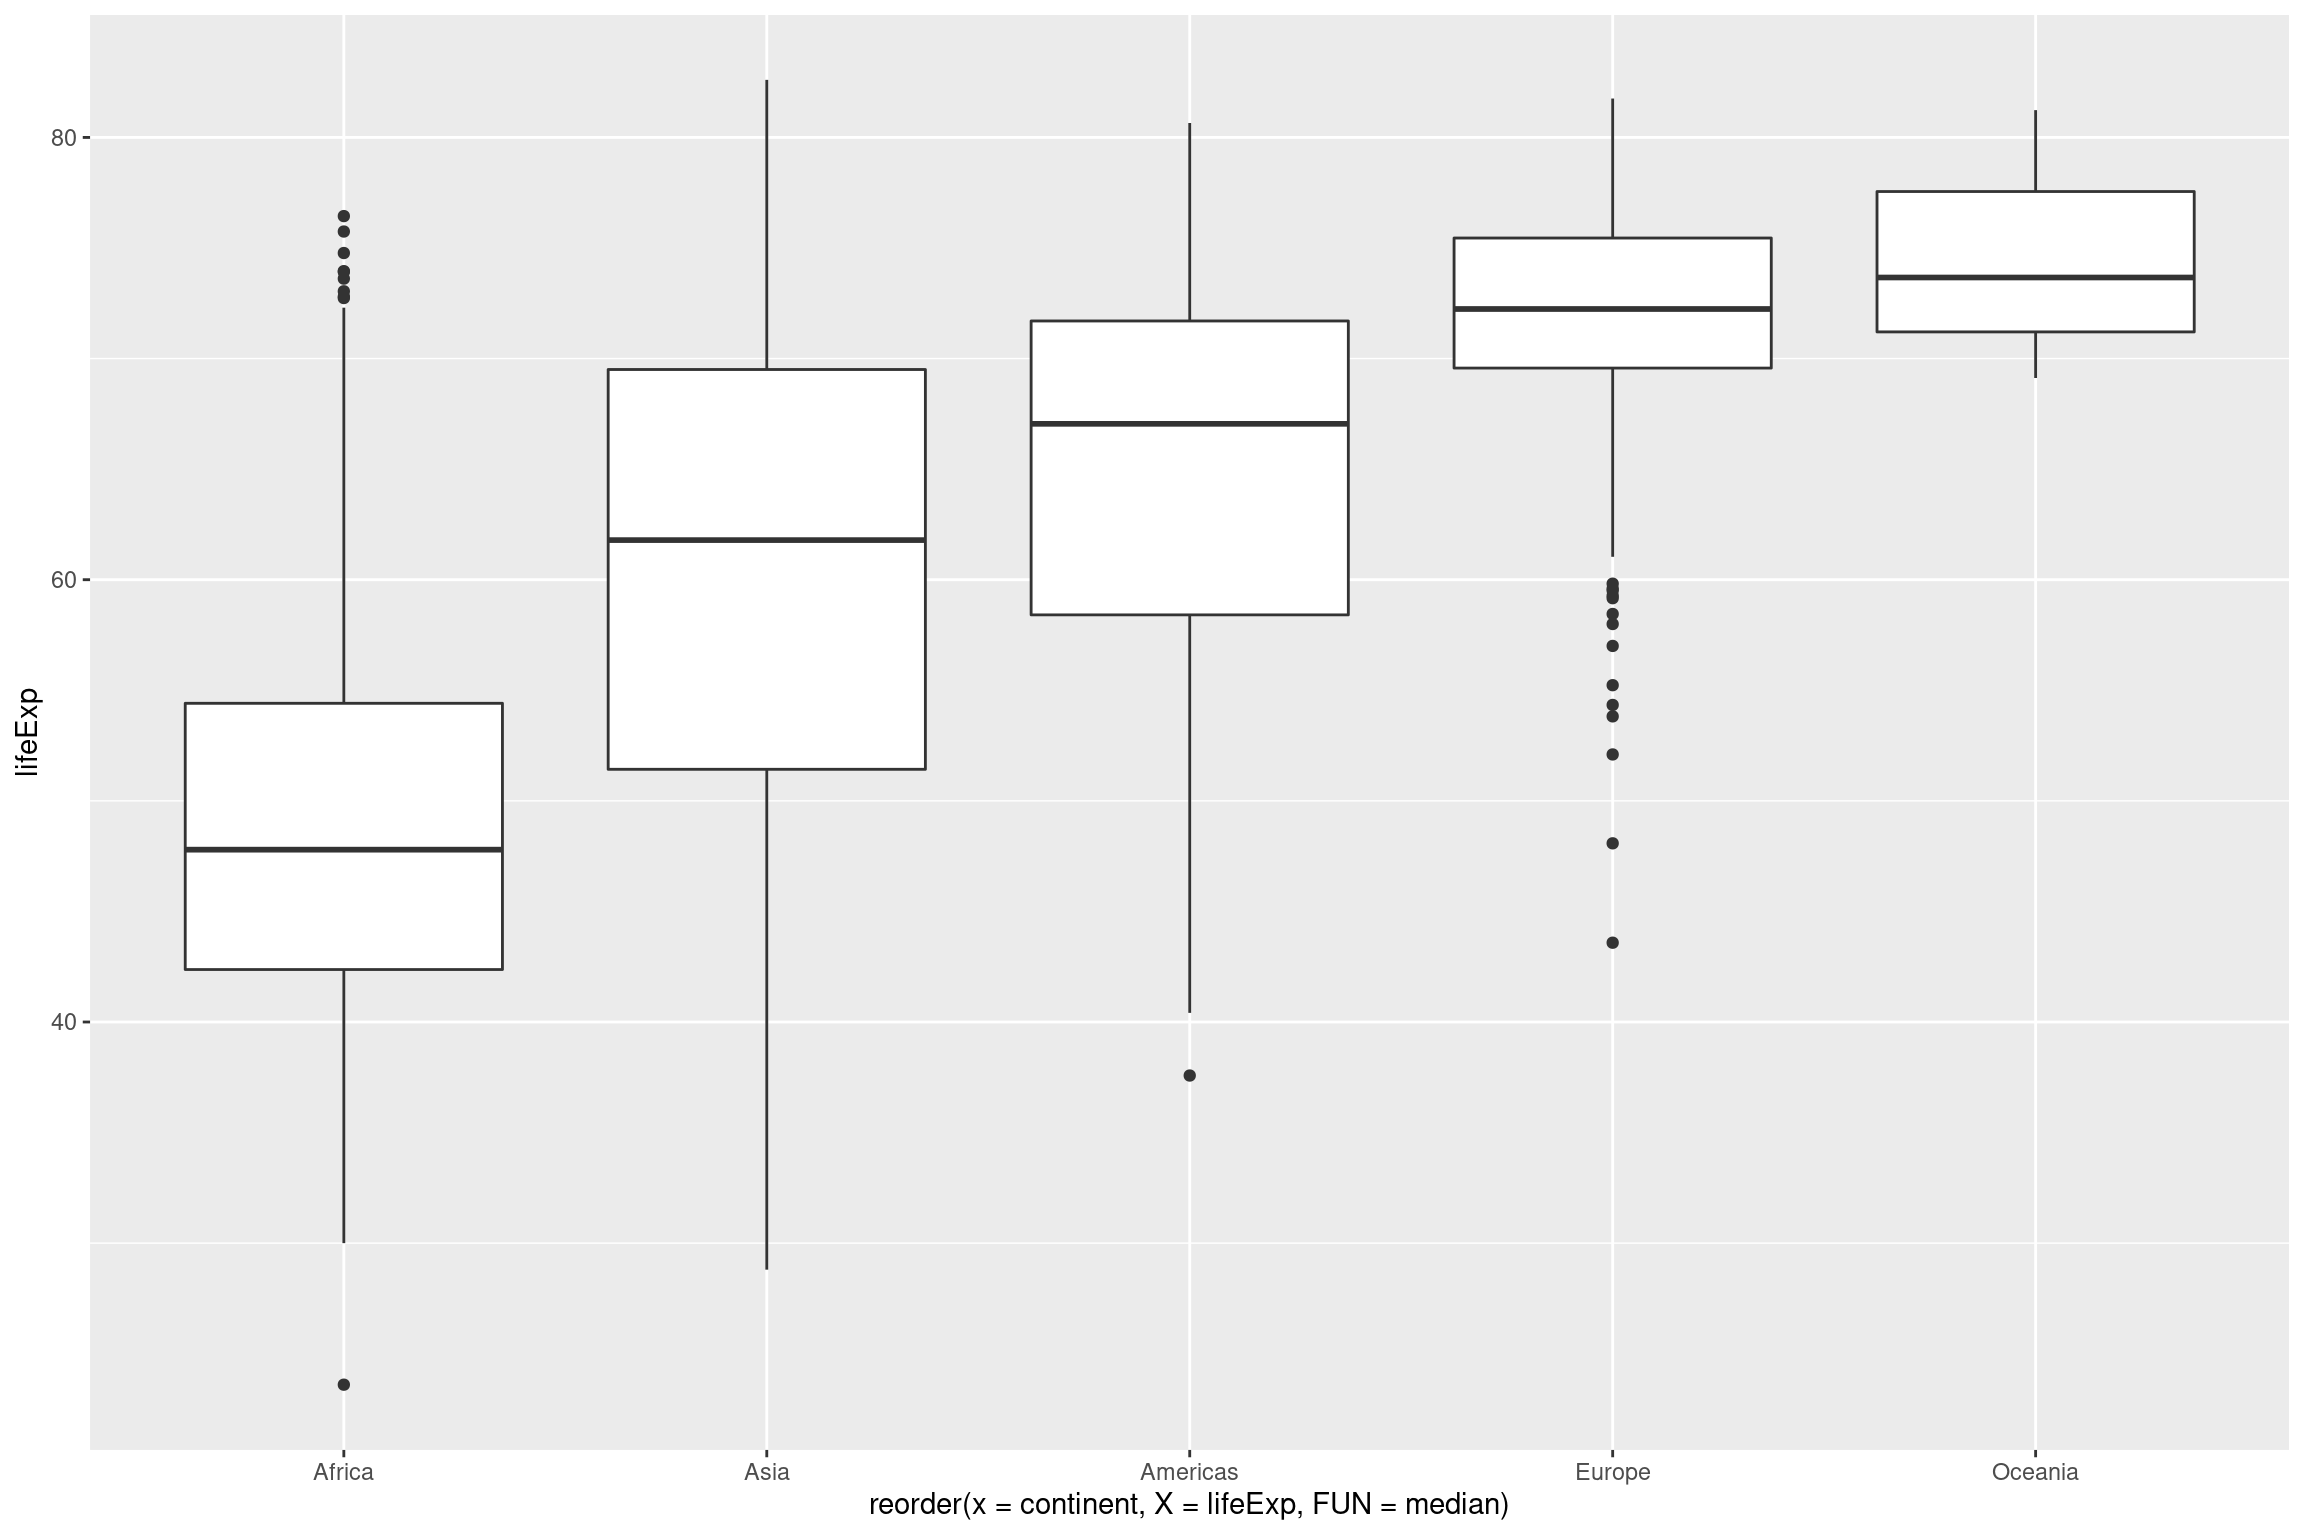 80
60
40
lifeExp
Africa Asia Americas Europe Oceania
reorder(x = continent, X = lifeExp, FUN = median)